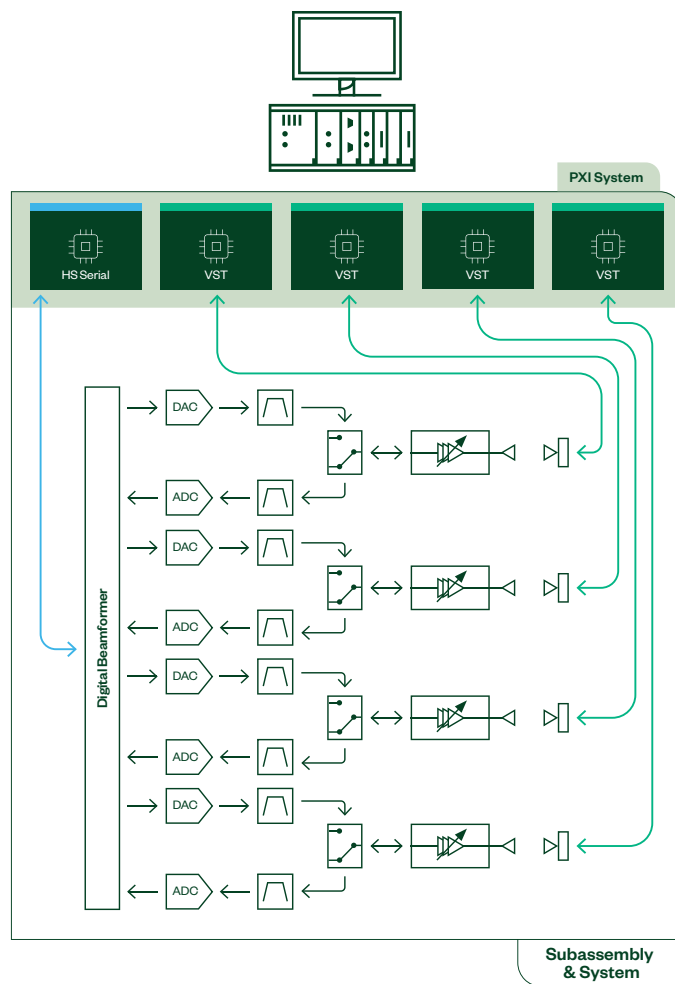 PXI System
HS Serial
VST
VST
VST
VST
Digital Beamformer
DAC
ADC
DAC
ADC
DAC
ADC
DAC
ADC
Subassembly
& System